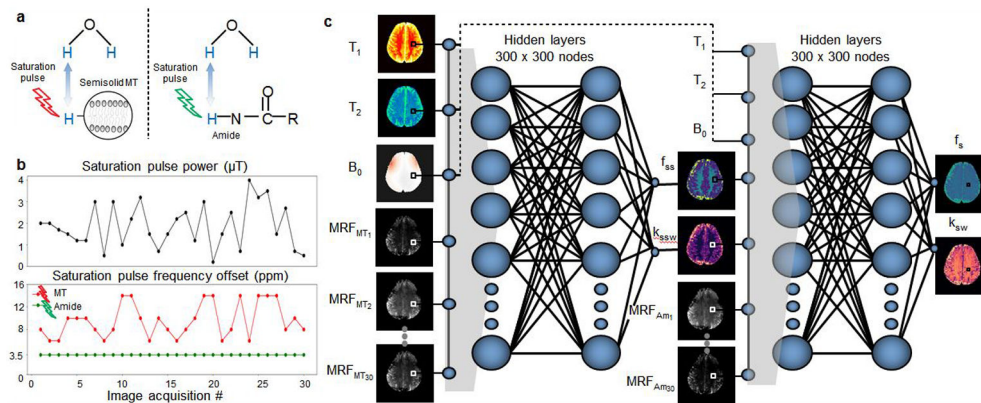 a
O
H
H
O
H
H
Saturation
pulse
Semisolid MT
H
Saturation
pulse
O
H
N
C
R
Amide
b
Saturation pulse power (µT)
4
2
0
Saturation pulse frequency offset (ppm)
16
MT
Amide
12
8
3.5
0
0
5
10
15
20
25
30
Image acquisition #
c
T1
T2
B0
MRFMT1
MRFMT2
MRFMT30
Hidden layers
300 x 300 nodes
fss
kssw
MRFAm1
MRFAm30
T1
T2
B0
Hidden layers
300 x 300 nodes
fs
ksw